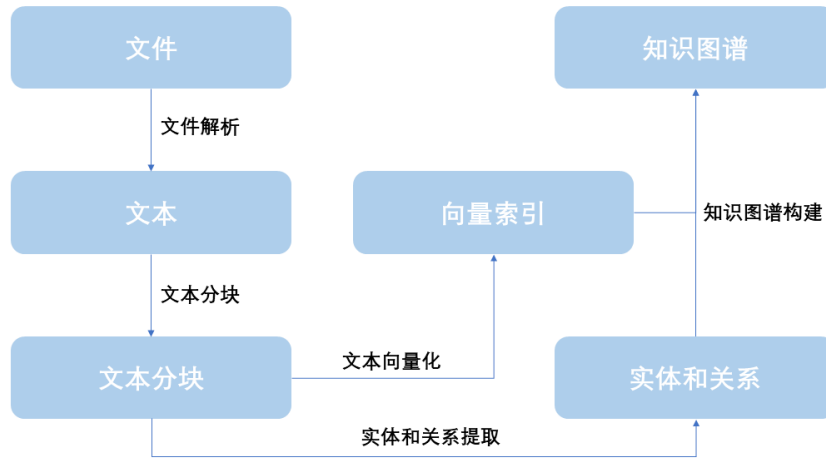 文件
知识图谱
文件解析
文本
向量索引
知识图谱构建
文本分块
文本分块
文本向量化
实体和关系
实体和关系提取